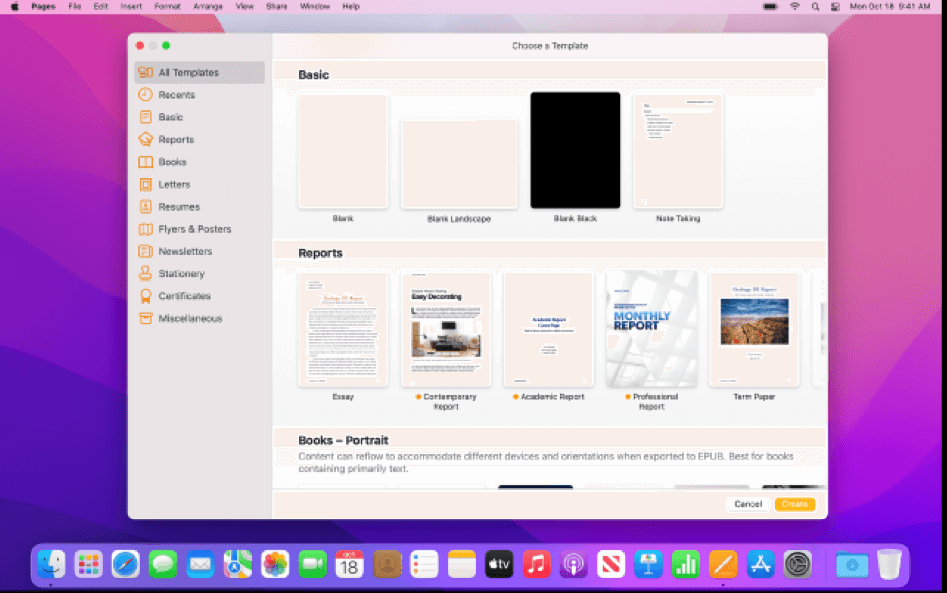 Pages File Edit Insert Format Arrange View Share Window Help
Mon Oct 18 9:41 AM
Choose a Template
All Templates
Recents
Basic
Reports
Books
Letters
Resumes
Flyers & Posters
Newsletters
Stationery
Certificates
Miscellaneous
Basic
Blank
Blank Landscape
Blank Black
Note Taking
Reports
Easy Decorating
Academic Report
Cover Page
MONTHLY
REPORT
Essay
Contemporary
Report
Academic Report
Professional
Report
Term Paper
Books – Portrait
Content can reflow to accommodate different devices and orientations when exported to EPUB. Best for books
containing primarily text.
Cancel
Create
OCT
18
tv